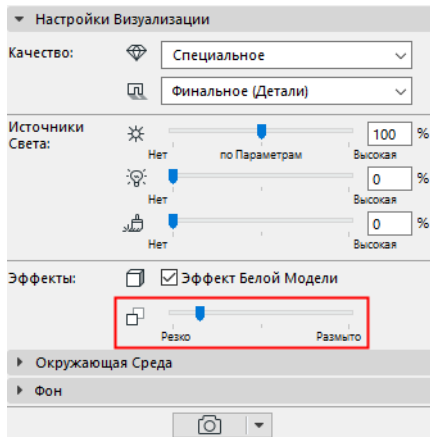 Настройки Визуализации
Качество:
Специальное
Финальное (Детали)
Источники
Света:
100 %
Нет по Параметрам Высокая
0 %
Нет Высокая
0 %
Нет Высокая
Эффекты:
Эффект Белой Модели
Резко Размыто
Окружающая Среда
Фон